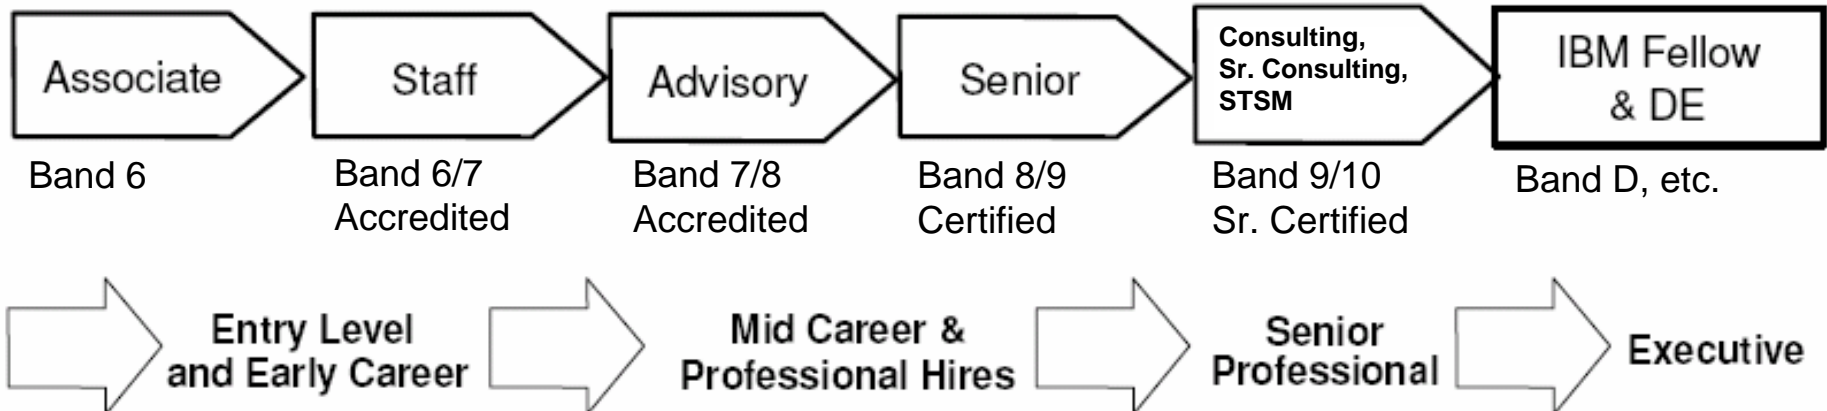 Associate
Staff
Advisory
Senior
Consulting,
Sr. Consulting,
STSM
IBM Fellow
& DE
Band 6
Band 6/7
Accredited
Band 7/8
Accredited
Band 8/9
Certified
Band 9/10
Sr. Certified
Band D, etc.
Entry Level
and Early Career
Mid Career &
Professional Hires
Senior
Professional
Executive